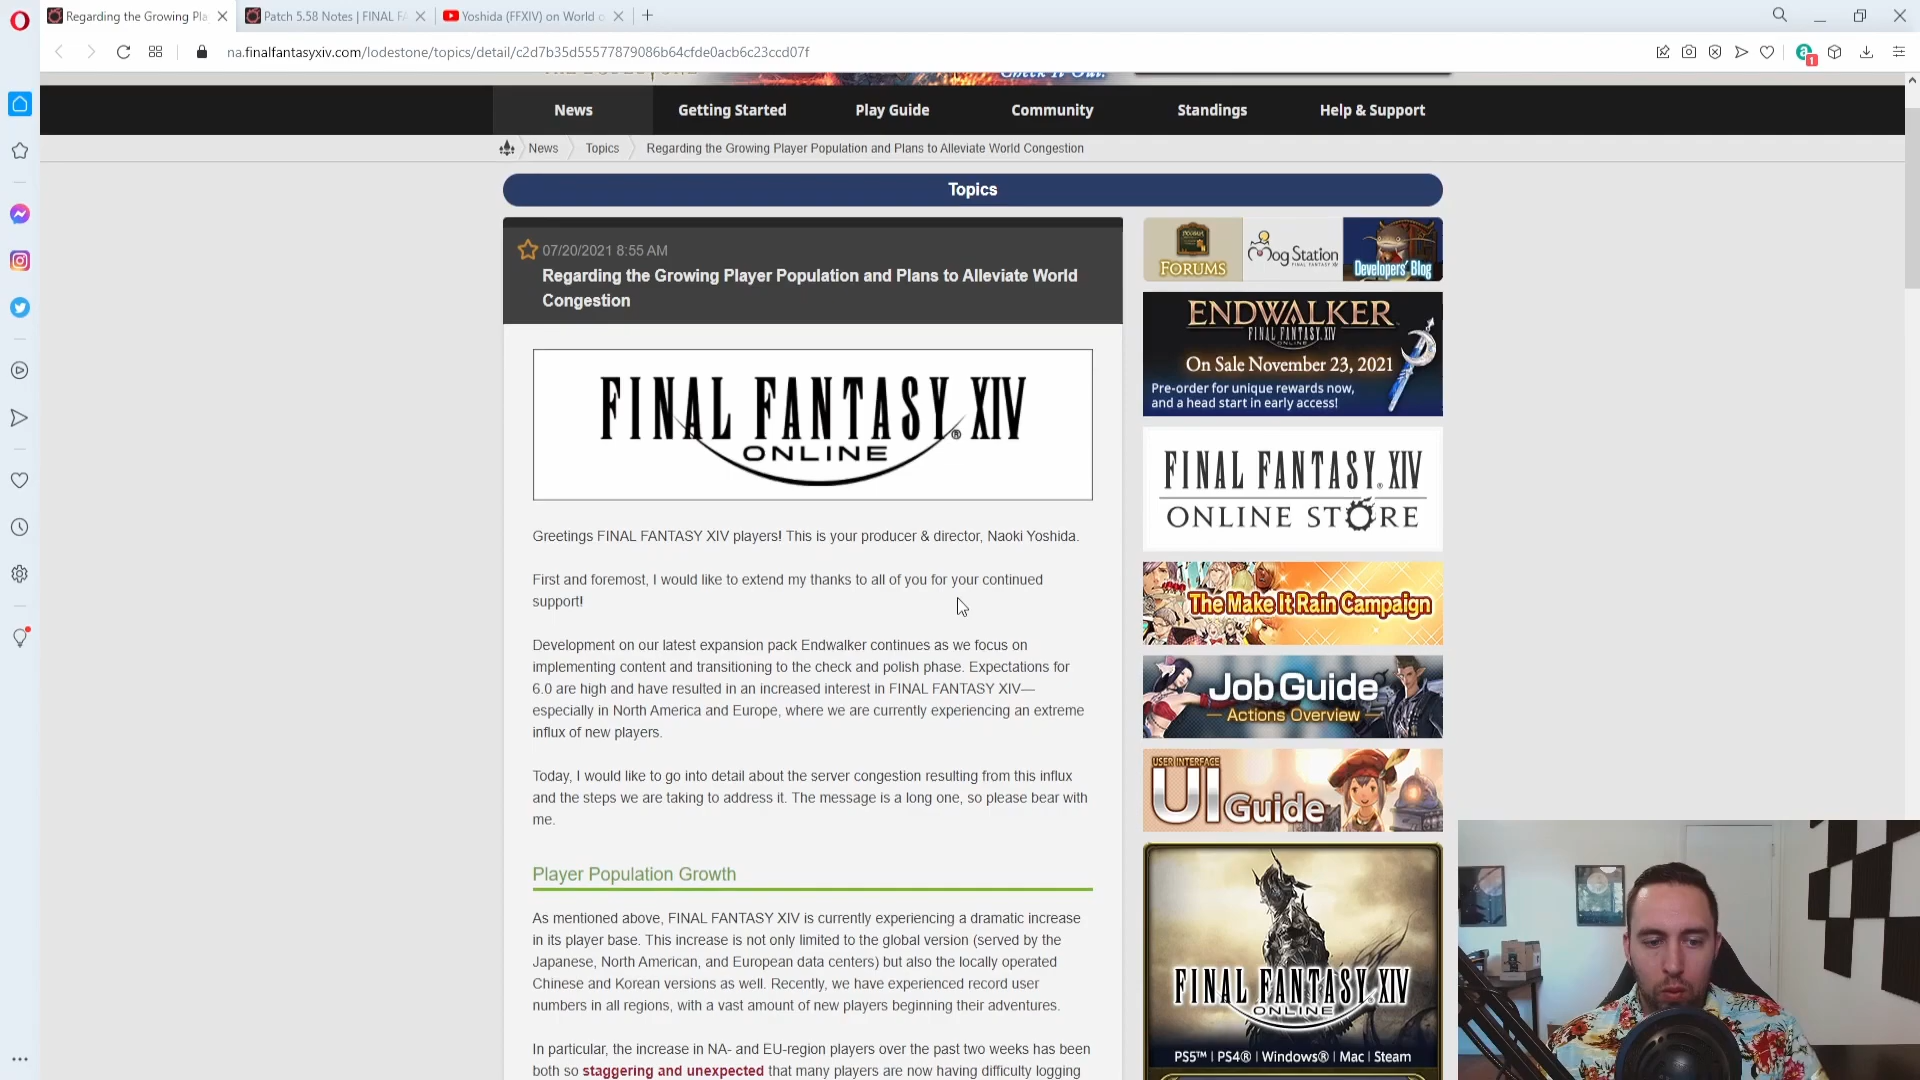 Regarding the Growing Pla
Patch 5.58 Notes | FINAL FA
Yoshida (FFXIV) on World o
na.finalfantasyxiv.com/lodestone/topics/detail/c2d7b35d55577879086b64cfde0acb6c23ccd07f
1
Check It Out!
News
Getting Started
Play Guide
Community
Standings
Help & Support
News
Topics
Regarding the Growing Player Population and Plans to Alleviate World Congestion
Topics
07/20/2021 8:55 AM
Regarding the Growing Player Population and Plans to Alleviate World
Congestion
FINAL FANTASY® XIV
ONLINE
Greetings FINAL FANTASY XIV players! This is your producer & director, Naoki Yoshida.
First and foremost, I would like to extend my thanks to all of you for your continued
support!
Development on our latest expansion pack Endwalker continues as we focus on
implementing content and transitioning to the check and polish phase. Expectations for
6.0 are high and have resulted in an increased interest in FINAL FANTASY XIV—
especially in North America and Europe, where we are currently experiencing an extreme
influx of new players.
Today, I would like to go into detail about the server congestion resulting from this influx
and the steps we are taking to address it. The message is a long one, so please bear with
me.
Player Population Growth
As mentioned above, FINAL FANTASY XIV is currently experiencing a dramatic increase
in its player base. This increase is not only limited to the global version (served by the
Japanese, North American, and European data centers) but also the locally operated
Chinese and Korean versions as well. Recently, we have experienced record user
numbers in all regions, with a vast amount of new players beginning their adventures.
In particular, the increase in NA- and EU-region players over the past two weeks has been
both so staggering and unexpected that many players are now having difficulty logging
FORUMS
Mog Station
FINAL FANTASY XIV
Developers' Blog
ENDWALKER
FINAL FANTASY XIV
ONLINE
On Sale November 23, 2021
Pre-order for unique rewards now,
and a head start in early access!
FINAL FANTASY XIV
ONLINE STORE
The Make It Rain Campaign
Job Guide
— Actions Overview —
USER INTERFACE
UI Guide
FINAL FANTASY XIV
ONLINE
PS5™ | PS4® | Windows® | Mac | Steam